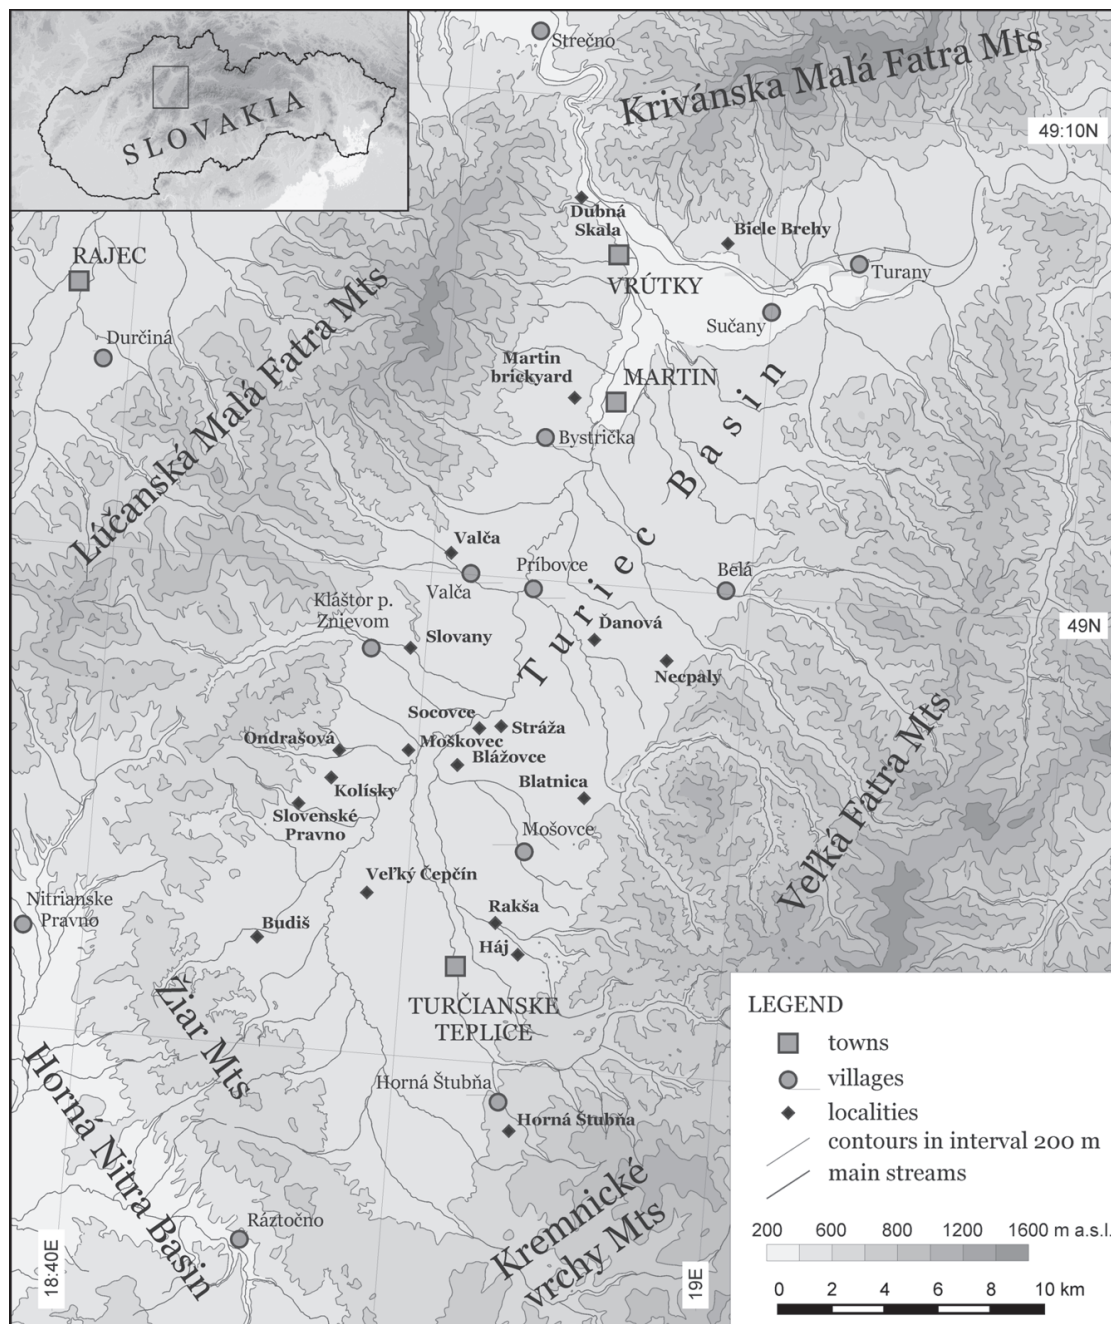 SLOVAKIA
Strečno
Krivánska Malá Fatra Mts
49:10N
Dubná
Skala
Biele Brehy
RAJEC
VRÚTKY
Turany
Sučany
Durčiná
Lúčanská Malá Fatra Mts
Martin
brickyard
MARTIN
Bystrička
Turiec Basin
Valča
Valča
Príbovce
Belá
Kláštor p.
Znievom
Slovany
Ďanová
49N
Necpaly
Socovce
Stráža
Ondrašová
Moškovec
Blážovce
Kolísky
Blatnica
Slovenské
Pravno
Mošovce
Veľká Fatra Mts
Veľký Čepčín
Nitrianske
Pravno
Budiš
Rakša
Háj
TURČIANSKE
TEPLICE
Žiar Mts
Horná Nitra Basin
Horná Štubňa
Horná Štubňa
Kremnické
vrchy Mts
Ráztočno
18:40E
19E
LEGEND
towns
villages
localities
contours in interval 200 m
main streams
200 600 800 1200 1600 m a.s.l.
0 2 4 6 8 10 km